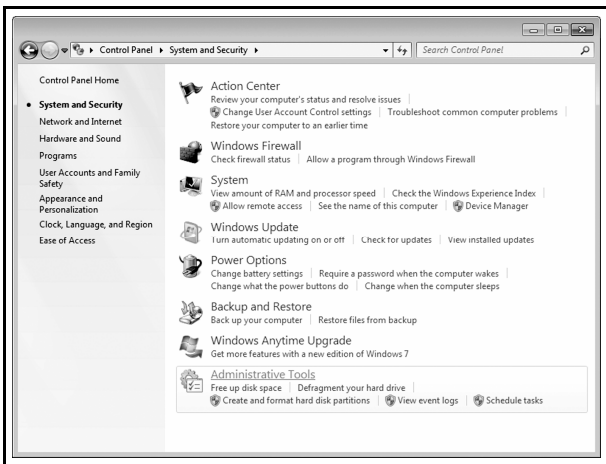 Control Panel System and Security
Search Control Panel
Control Panel Home
System and Security
Network and Internet
Hardware and Sound
Programs
User Accounts and Family
Safety
Appearance and
Personalization
Clock, Language, and Region
Ease of Access
Action Center
Review your computer's status and resolve issues
Change User Account Control settings | Troubleshoot common computer problems
Restore your computer to an earlier time
Windows Firewall
Check firewall status | Allow a program through Windows Firewall
System
View amount of RAM and processor speed | Check the Windows Experience Index
Allow remote access | See the name of this computer | Device Manager
Windows Update
Turn automatic updating on or off | Check for updates | View installed updates
Power Options
Change battery settings | Require a password when the computer wakes
Change what the power buttons do | Change when the computer sleeps
Backup and Restore
Back up your computer | Restore files from backup
Windows Anytime Upgrade
Get more features with a new edition of Windows 7
Administrative Tools
Free up disk space | Defragment your hard drive
Create and format hard disk partitions | View event logs | Schedule tasks